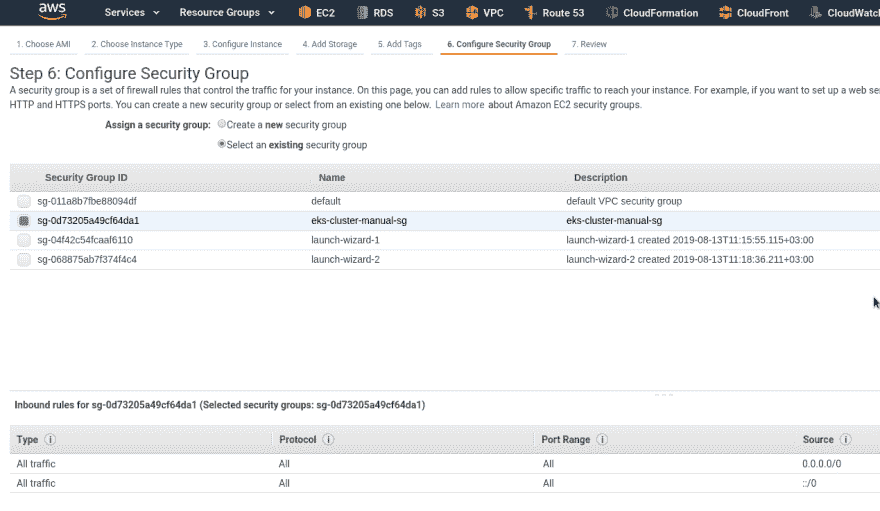 aws Services Resource Groups EC2 RDS S3 VPC Route 53 CloudFormation CloudFront CloudWatch
1. Choose AMI 2. Choose Instance Type 3. Configure Instance 4. Add Storage 5. Add Tags 6. Configure Security Group 7. Review
Step 6: Configure Security Group
A security group is a set of firewall rules that control the traffic for your instance. On this page, you can add rules to allow specific traffic to reach your instance. For example, if you want to set up a web se
HTTP and HTTPS ports. You can create a new security group or select from an existing one below. Learn more about Amazon EC2 security groups.
Assign a security group: Create a new security group
Select an existing security group
Security Group ID Name Description
sg-011a8b7fbe88094df default default VPC security group
sg-0d73205a49cf64da1 eks-cluster-manual-sg eks-cluster-manual-sg
sg-04f42c54fcaaf6110 launch-wizard-1 launch-wizard-1 created 2019-08-13T11:15:55.115+03:00
sg-068875ab7f374f4c4 launch-wizard-2 launch-wizard-2 created 2019-08-13T11:18:36.211+03:00
Inbound rules for sg-0d73205a49cf64da1 (Selected security groups: sg-0d73205a49cf64da1)
Type i Protocol i Port Range i Source i
All traffic All All 0.0.0.0/0
All traffic All All ::/0